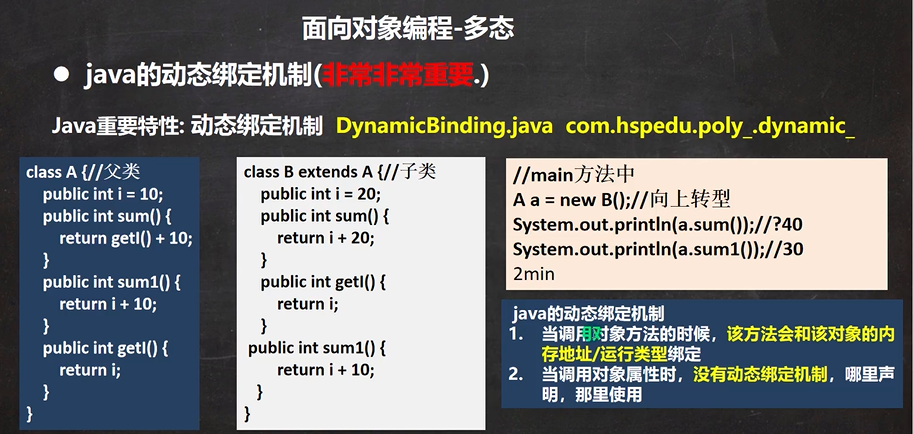 面向对象编程-多态
● java的动态绑定机制(非常非常重要.)
Java重要特性: 动态绑定机制 DynamicBinding.java com.hspedu.poly_.dynamic_
class A {//父类
public int i = 10;
public int sum() {
return getI() + 10;
}
public int sum1() {
return i + 10;
}
public int getI() {
return i;
}
}
class B extends A {//子类
public int i = 20;
public int sum() {
return i + 20;
}
public int getI() {
return i;
}
public int sum1() {
return i + 10;
}
}
//main方法中
A a = new B();//向上转型
System.out.println(a.sum());//?40
System.out.println(a.sum1());//30
2min
java的动态绑定机制
1. 当调用对象方法的时候，该方法会和该对象的内
存地址/运行类型绑定
2. 当调用对象属性时，没有动态绑定机制，哪里声
明，那里使用